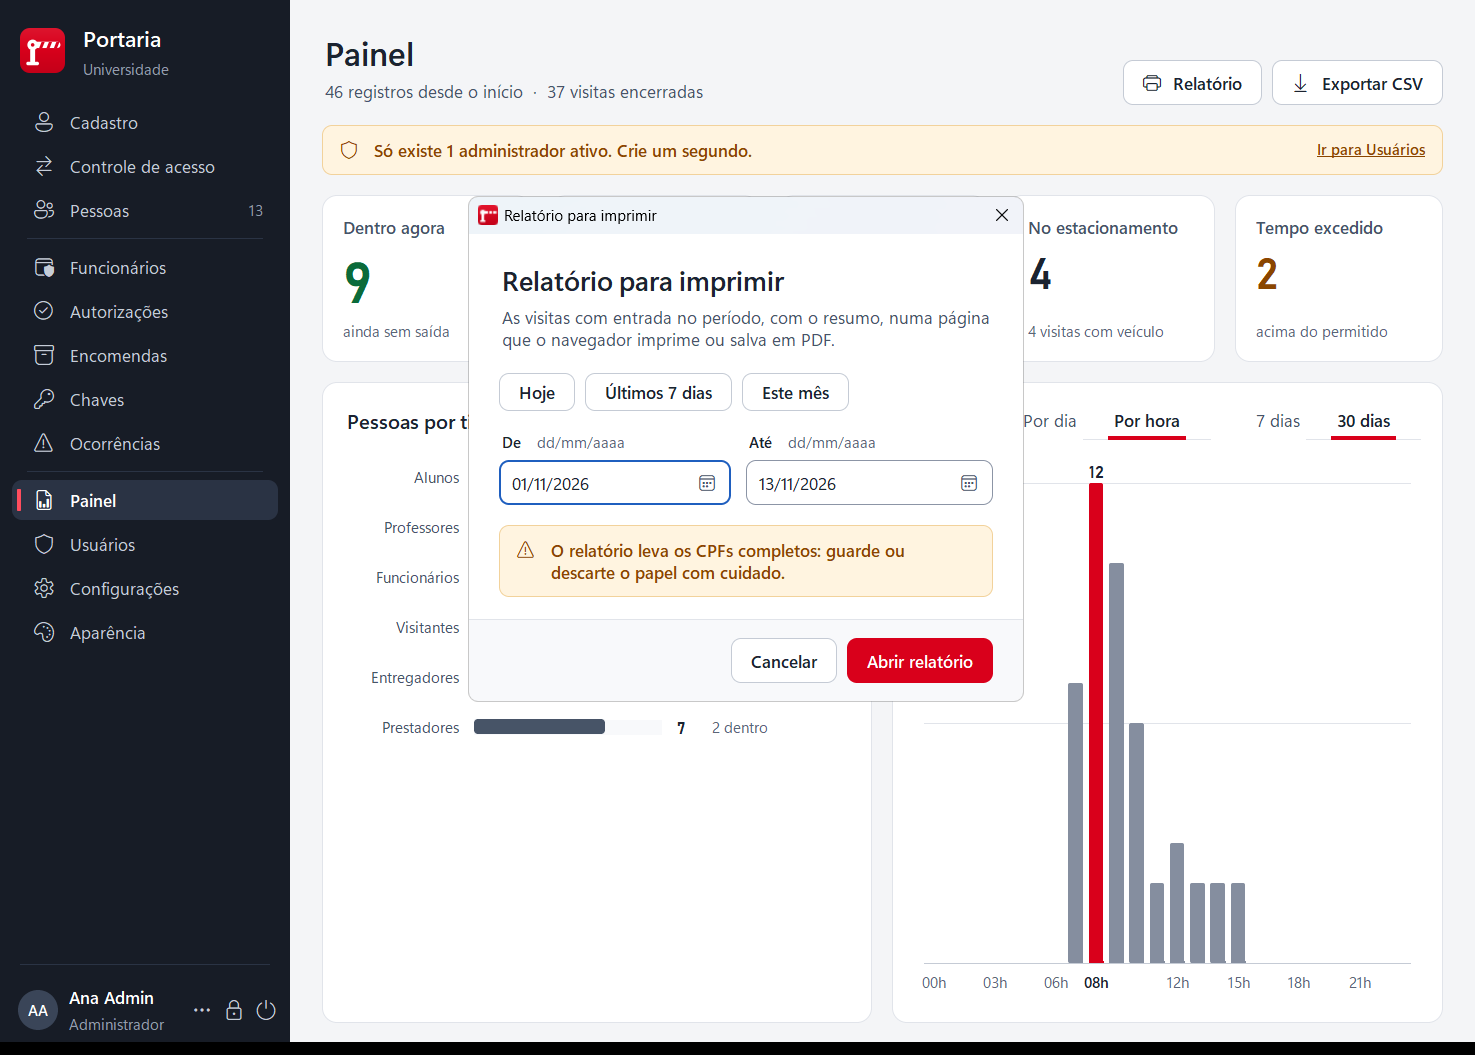 Portaria
Universidade
Cadastro
Controle de acesso
Pessoas 13
Funcionários
Autorizações
Encomendas
Chaves
Ocorrências
Painel
Usuários
Configurações
Aparência
AA
Ana Admin
Administrador
Painel
46 registros desde o início · 37 visitas encerradas
Relatório
Exportar CSV
Só existe 1 administrador ativo. Crie um segundo.
Ir para Usuários
Dentro agora
9
ainda sem saída
No estacionamento
4
4 visitas com veículo
Tempo excedido
2
acima do permitido
Relatório para imprimir
Relatório para imprimir
As visitas com entrada no período, com o resumo, numa página
que o navegador imprime ou salva em PDF.
Hoje
Últimos 7 dias
Este mês
De dd/mm/aaaa
Até dd/mm/aaaa
01/11/2026
13/11/2026
O relatório leva os CPFs completos: guarde ou
descarte o papel com cuidado.
Cancelar
Abrir relatório
Pessoas por t
Alunos
Professores
Funcionários
Visitantes
Entregadores
Prestadores 7 2 dentro
Por dia Por hora 7 dias 30 dias
12
00h 03h 06h 08h 12h 15h 18h 21h